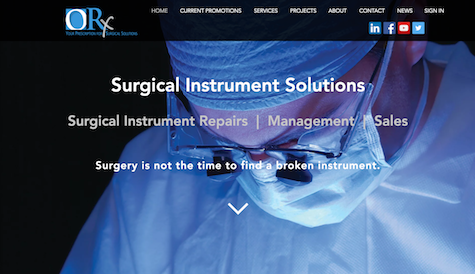 ORx
YOUR PRESCRIPTION FOR SURGICAL SOLUTIONS
HOME CURRENT PROMOTIONS SERVICES PROJECTS ABOUT CONTACT NEWS SIGN IN
in f
Surgical Instrument Solutions
Surgical Instrument Repairs | Management | Sales
Surgery is not the time to find a broken instrument.